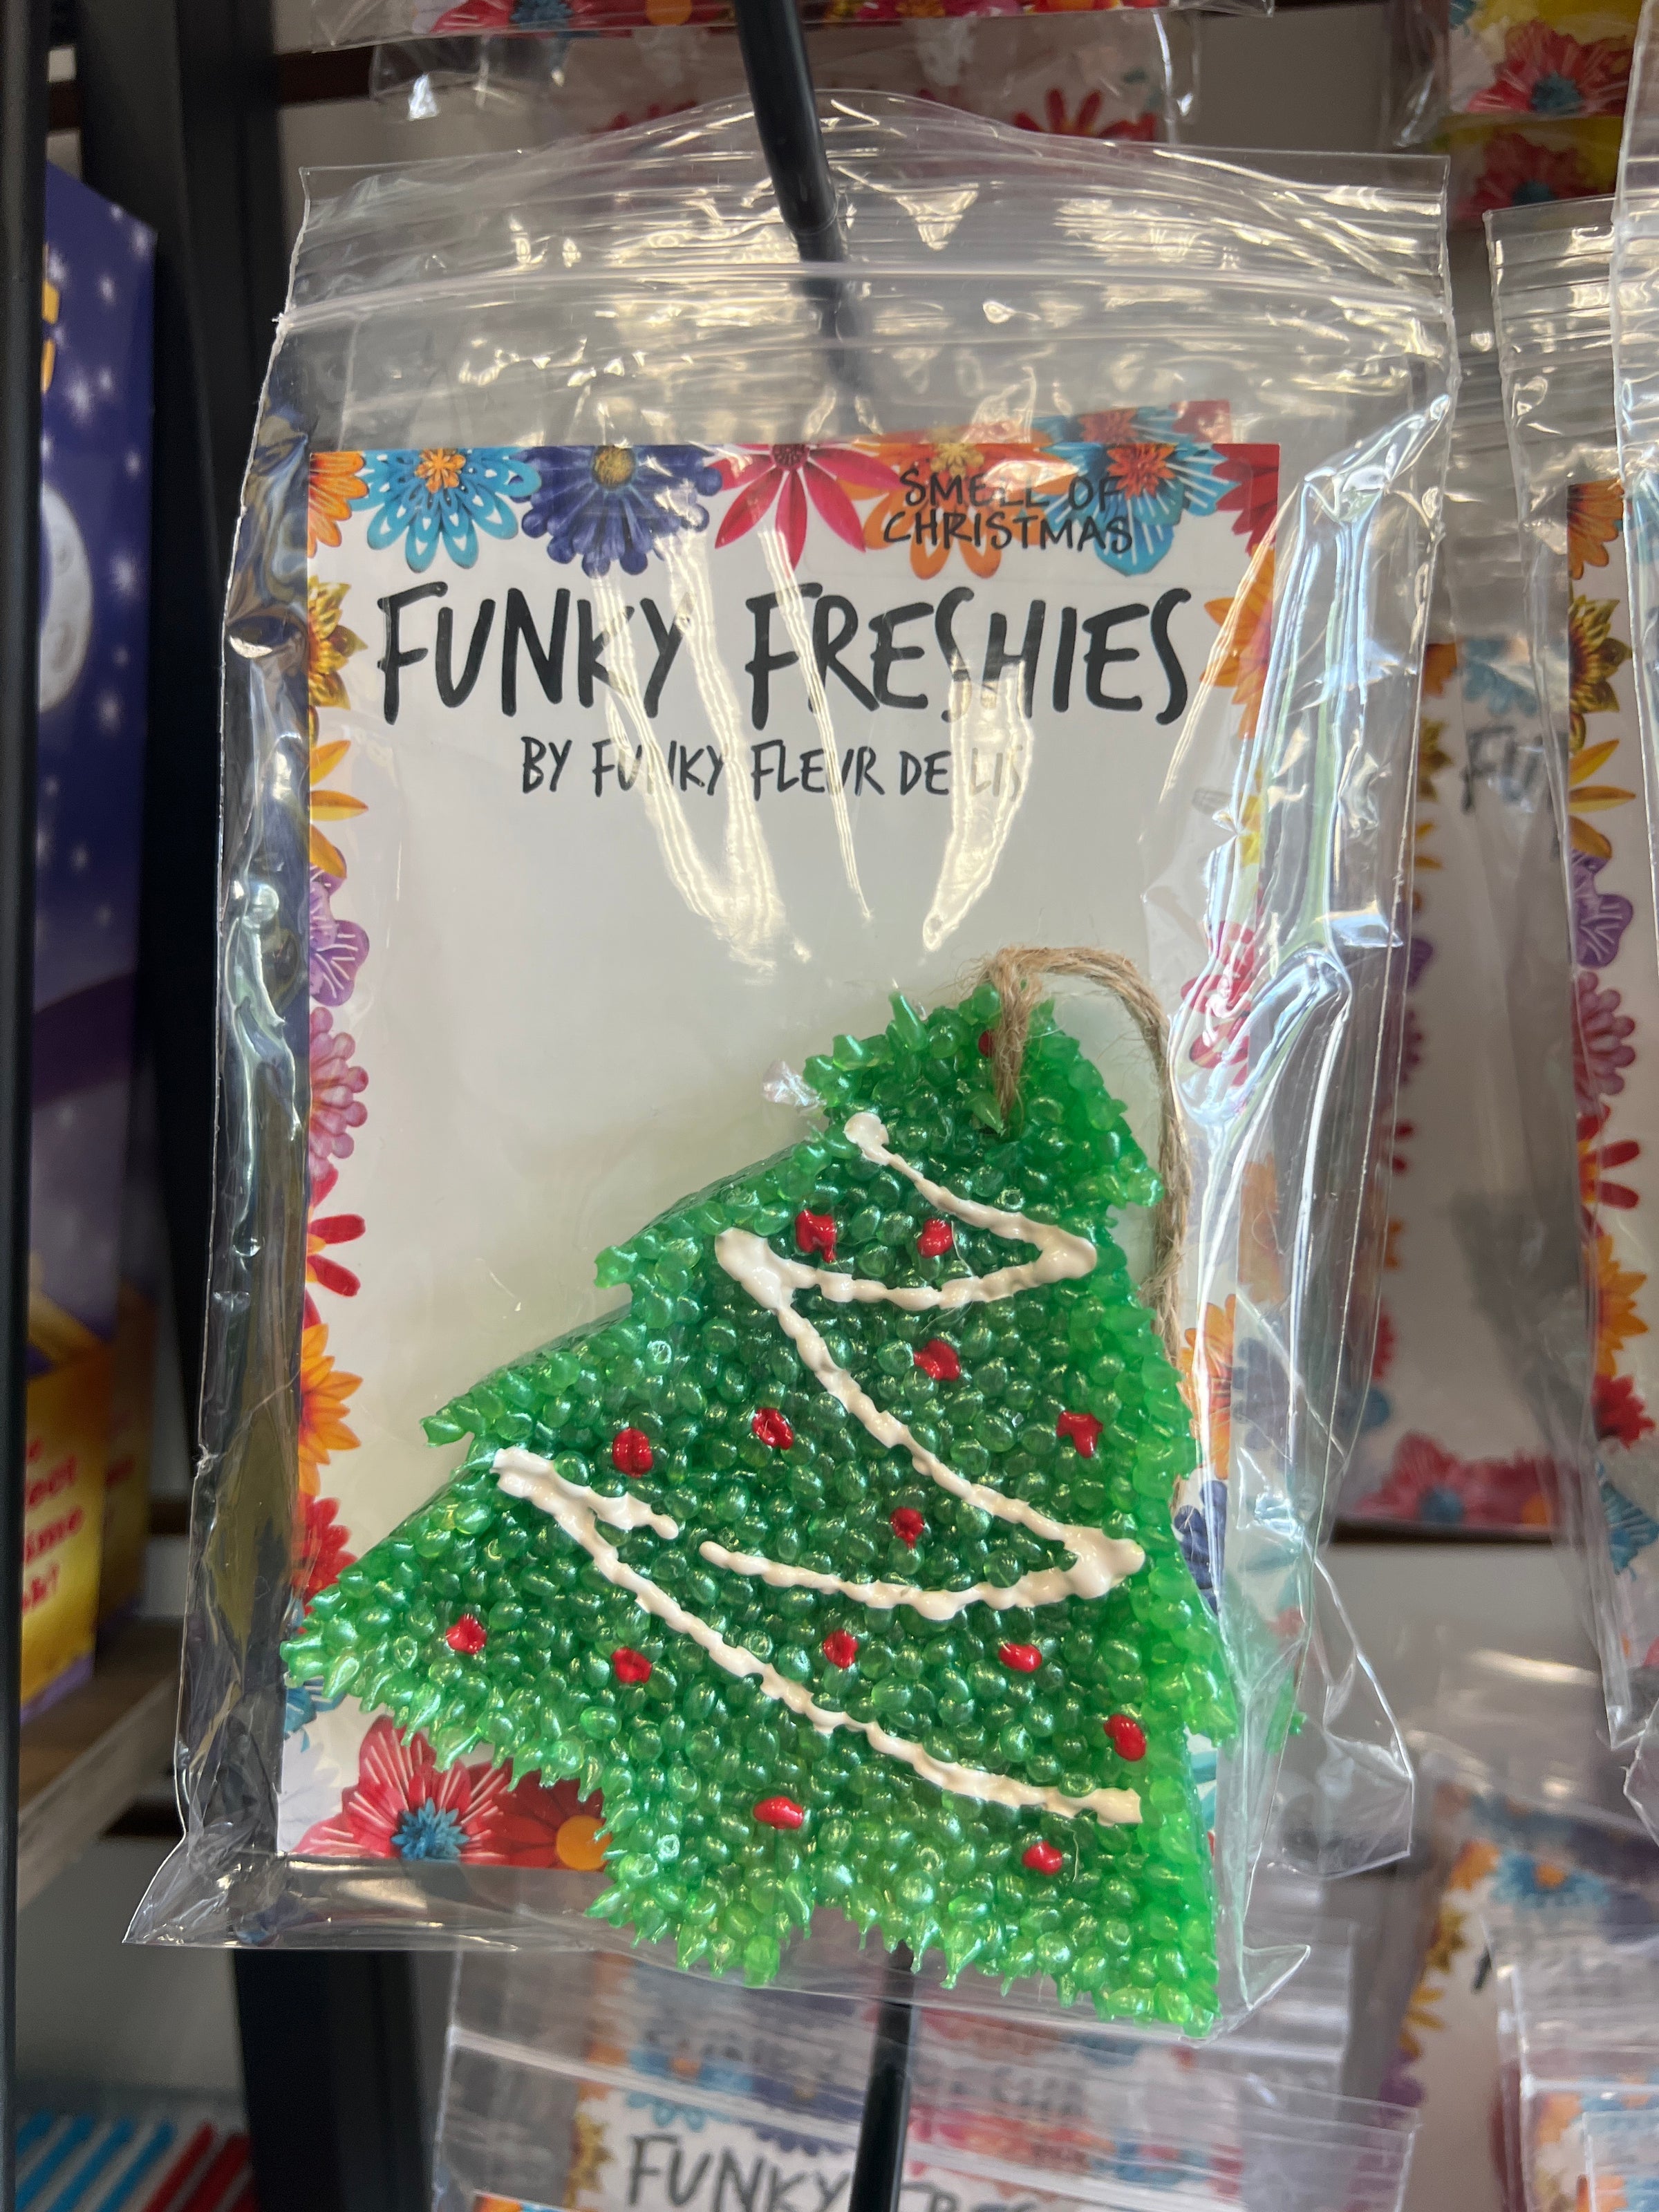 SMELL OF
CHRISTMAS
FUNKY FRESHIES
BY FUNKY FLEUR DE LIS
FUNKY